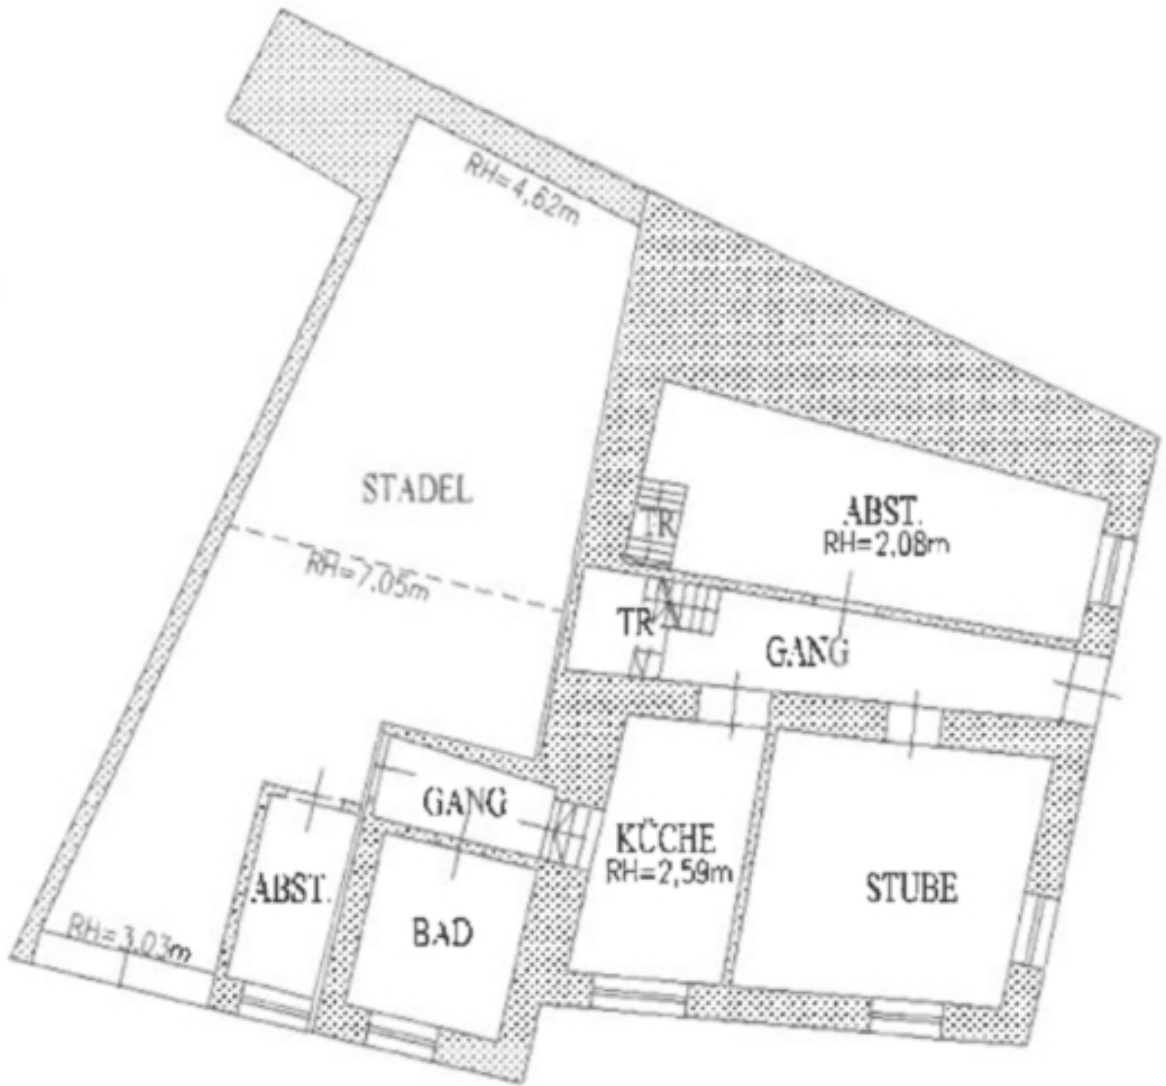 RH=4,62m
STADEL
RH=7,05m
TR
ABST.
RH=2,08m
TR
GANG
GANG
KÜCHE
RH=2,59m
STUBE
ABST.
BAD
RH=3,03m